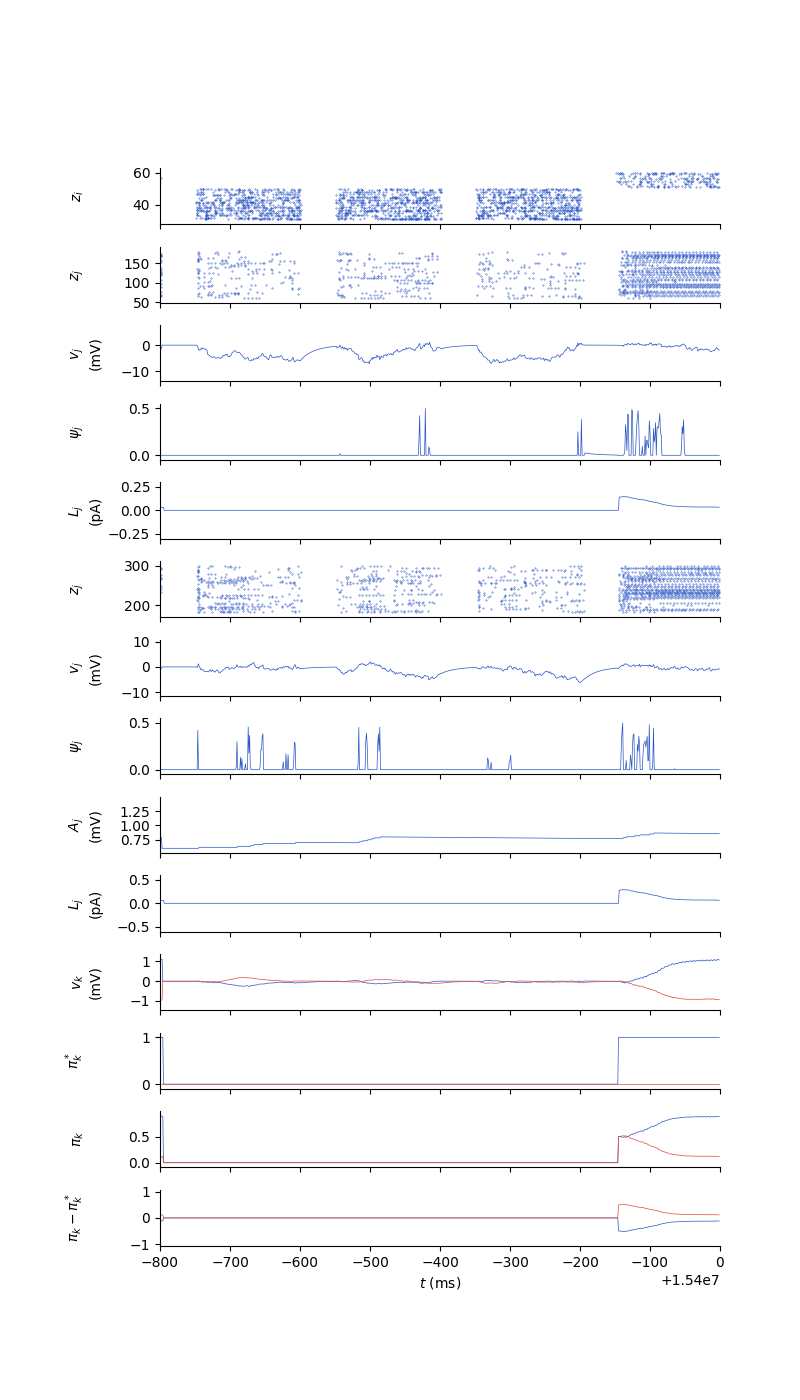 60
40
z_i
150
100
50
z_j
0
−10
v_j
(mV)
0.5
0.0
ψ_j
0.25
0.00
−0.25
L_j
(pA)
300
200
z_j
10
0
−10
v_j
(mV)
0.5
0.0
ψ_j
1.25
1.00
0.75
A_j
(mV)
0.5
0.0
−0.5
L_j
(pA)
1
0
−1
v_k
(mV)
1
0
π_k^*
0.5
0.0
π_k
1
0
−1
π_k − π_k^*
−800 −700 −600 −500 −400 −300 −200 −100 0
t (ms)
+1.54e7